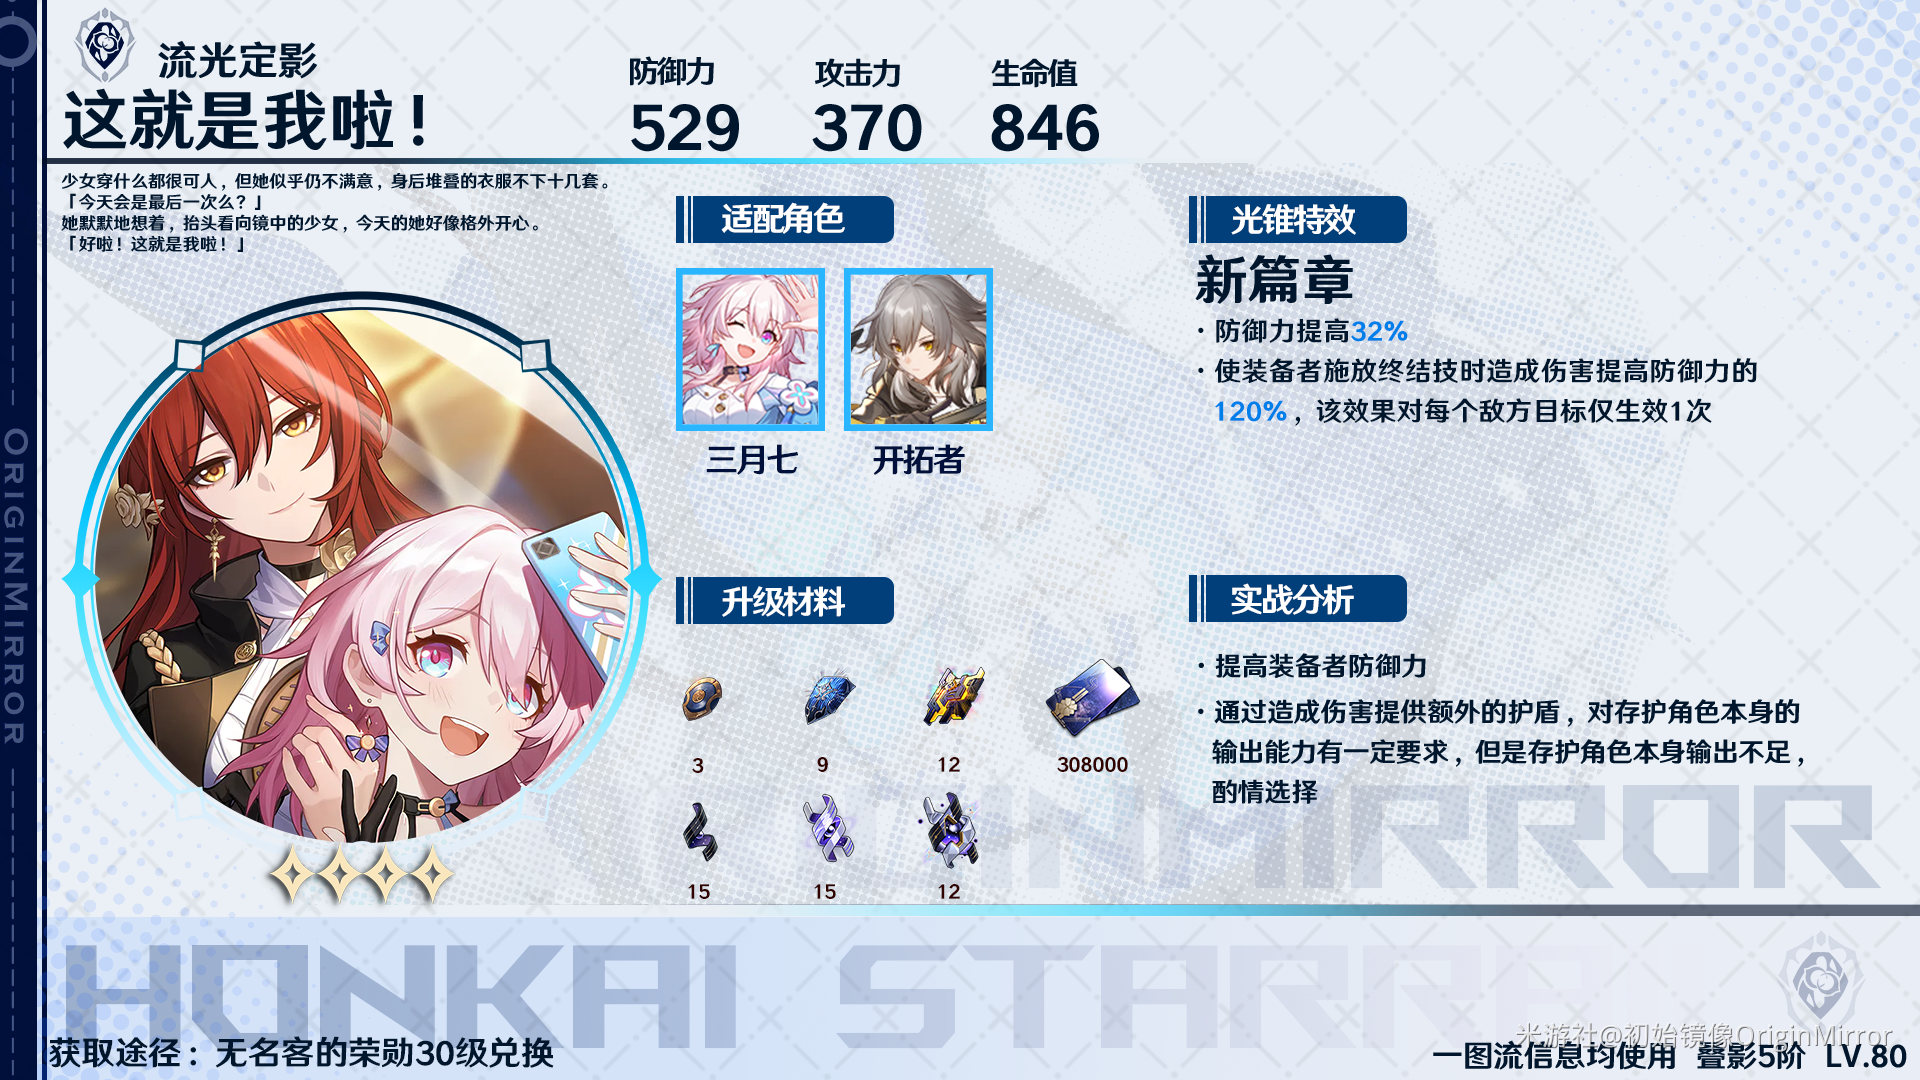 流光定影
这就是我啦！
防御力
529
攻击力
370
生命值
846
少女穿什么都很可人，但她似乎仍不满意，身后堆叠的衣服不下十几套。
「今天会是最后一次么？」
她默默地想着，抬头看向镜中的少女，今天的她好像格外开心。
「好啦！这就是我啦！」
适配角色
三月七
开拓者
光锥特效
新篇章
· 防御力提高32%
· 使装备者施放终结技时造成伤害提高防御力的
120%，该效果对每个敌方目标仅生效1次
升级材料
3
9
12
308000
15
15
12
实战分析
· 提高装备者防御力
· 通过造成伤害提供额外的护盾，对存护角色本身的
输出能力有一定要求，但是存护角色本身输出不足，
酌情选择
ORIGINMIRROR
HONKAI STARRAI
获取途径：无名客的荣勋30级兑换
米游社@初始镜像OriginMirror
一图流信息均使用 叠影5阶 LV.80